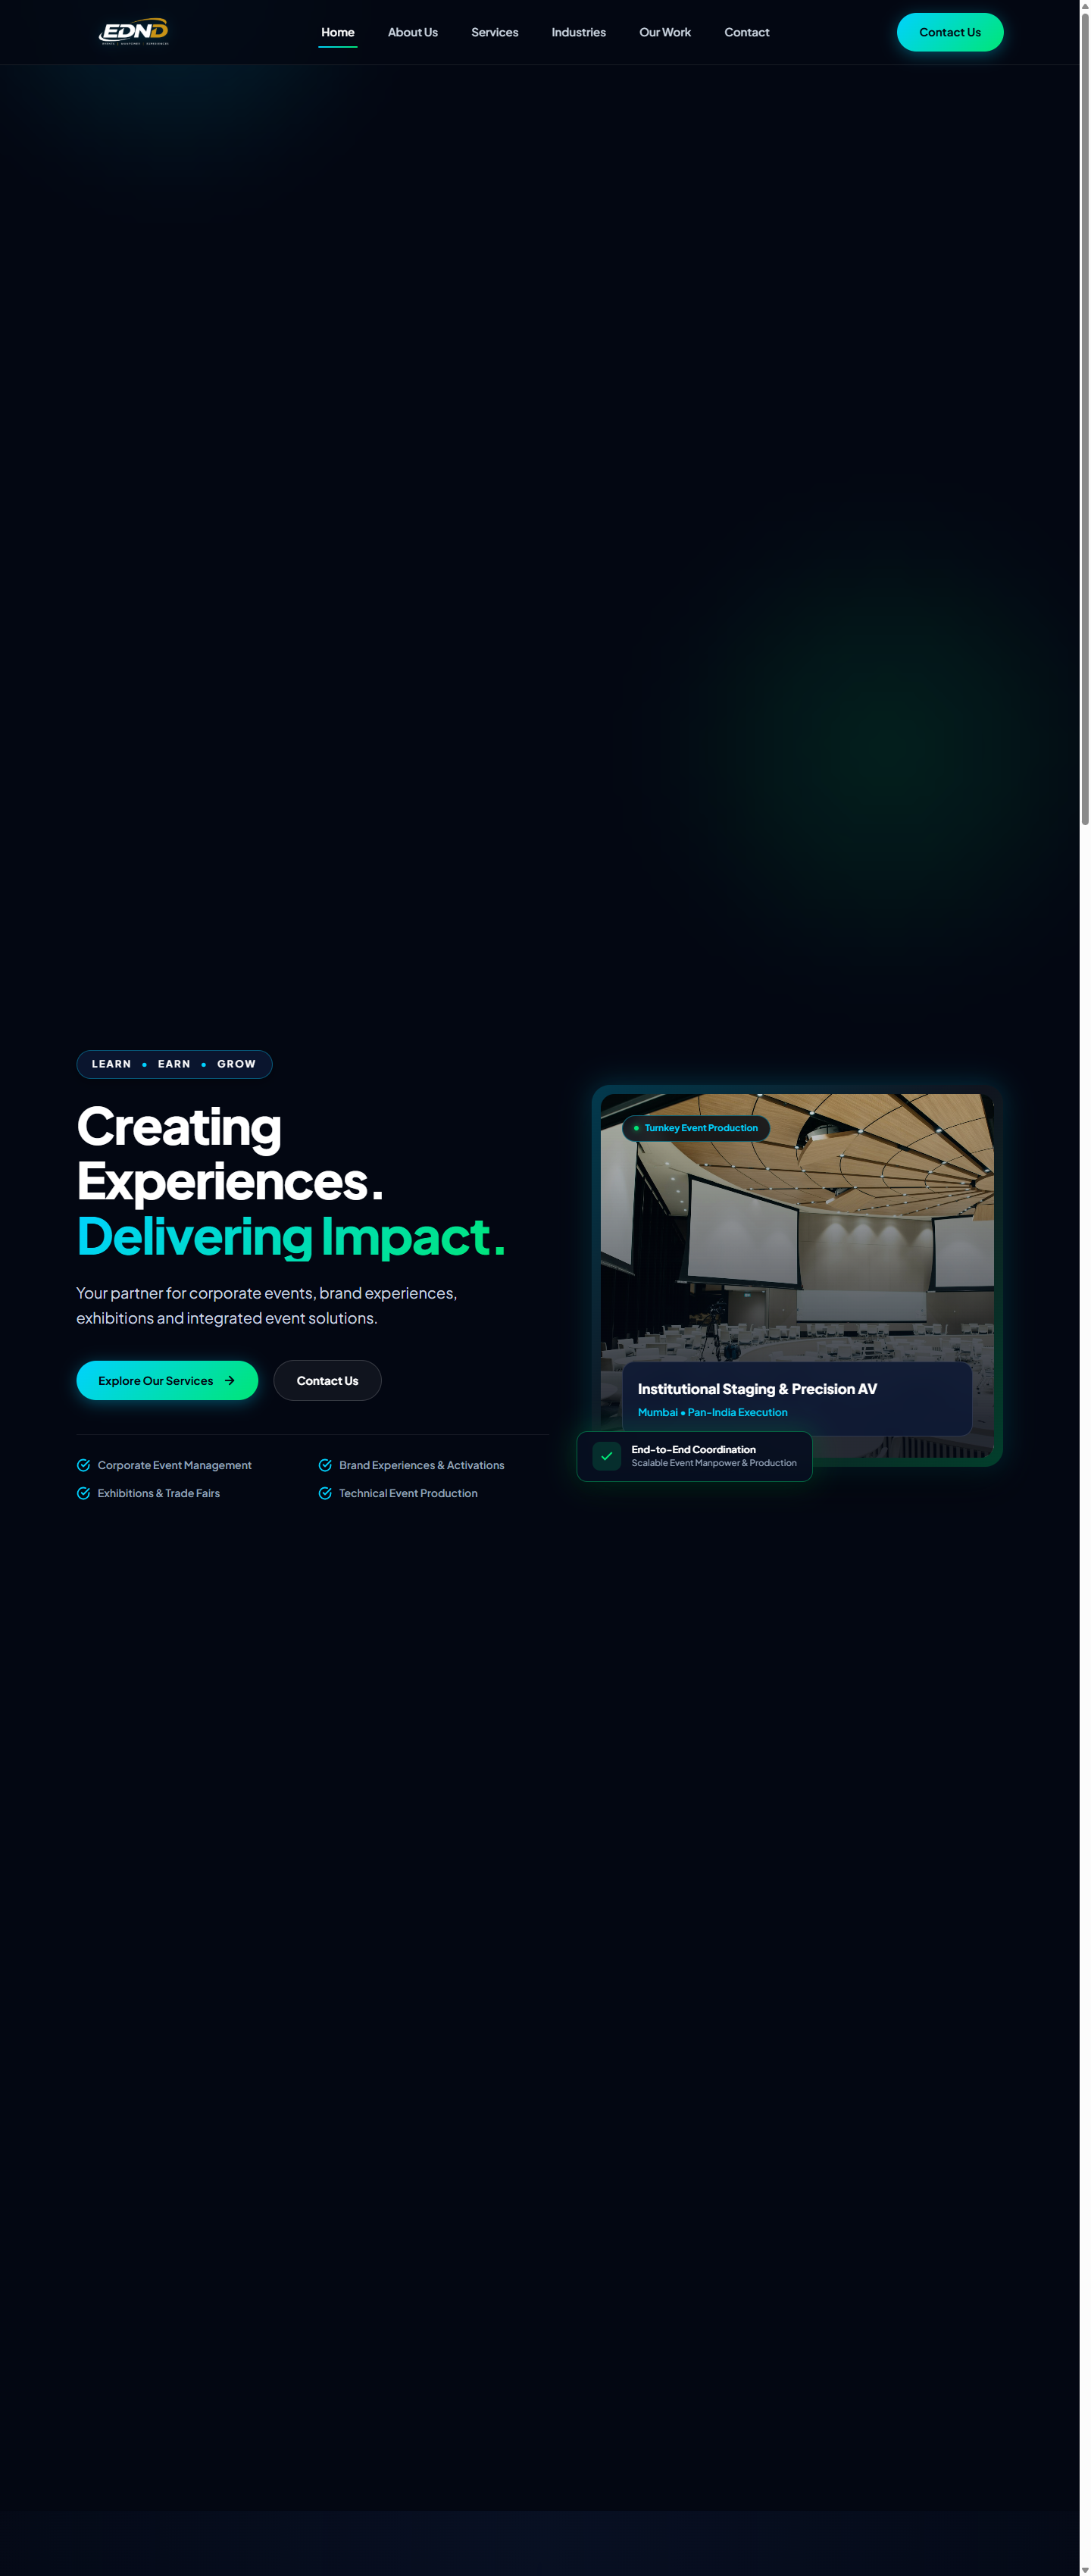 EDND
Home
About Us
Services
Industries
Our Work
Contact
Contact Us
LEARN • EARN • GROW
Creating
Experiences.
Delivering Impact.
Your partner for corporate events, brand experiences,
exhibitions and integrated event solutions.
Explore Our Services →
Contact Us
Corporate Event Management
Brand Experiences & Activations
Exhibitions & Trade Fairs
Technical Event Production
Turnkey Event Production
Institutional Staging & Precision AV
Mumbai • Pan-India Execution
End-to-End Coordination
Scalable Event Manpower & Production